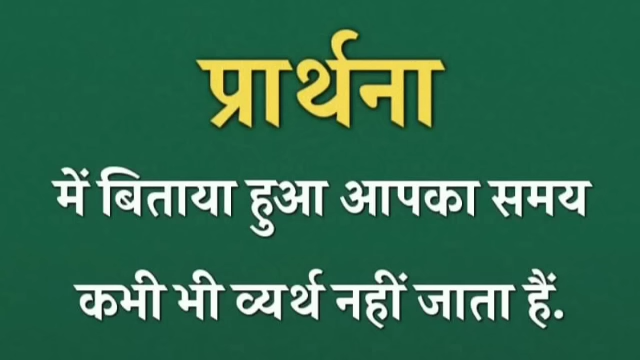 प्रार्थना
में बिताया हुआ आपका समय
कभी भी व्यर्थ नहीं जाता हैं.